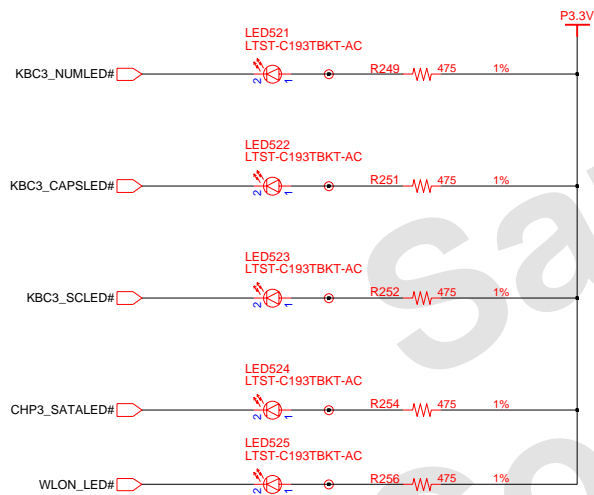 P3.3V
LED521
LTST-C193TBKT-AC
KBC3_NUMLED#
2
1
R249
475
1%
LED522
LTST-C193TBKT-AC
KBC3_CAPSLED#
2
1
R251
475
1%
LED523
LTST-C193TBKT-AC
KBC3_SCLED#
2
1
R252
475
1%
LED524
LTST-C193TBKT-AC
CHP3_SATALED#
2
1
R254
475
1%
LED525
LTST-C193TBKT-AC
WLON_LED#
2
1
R256
475
1%